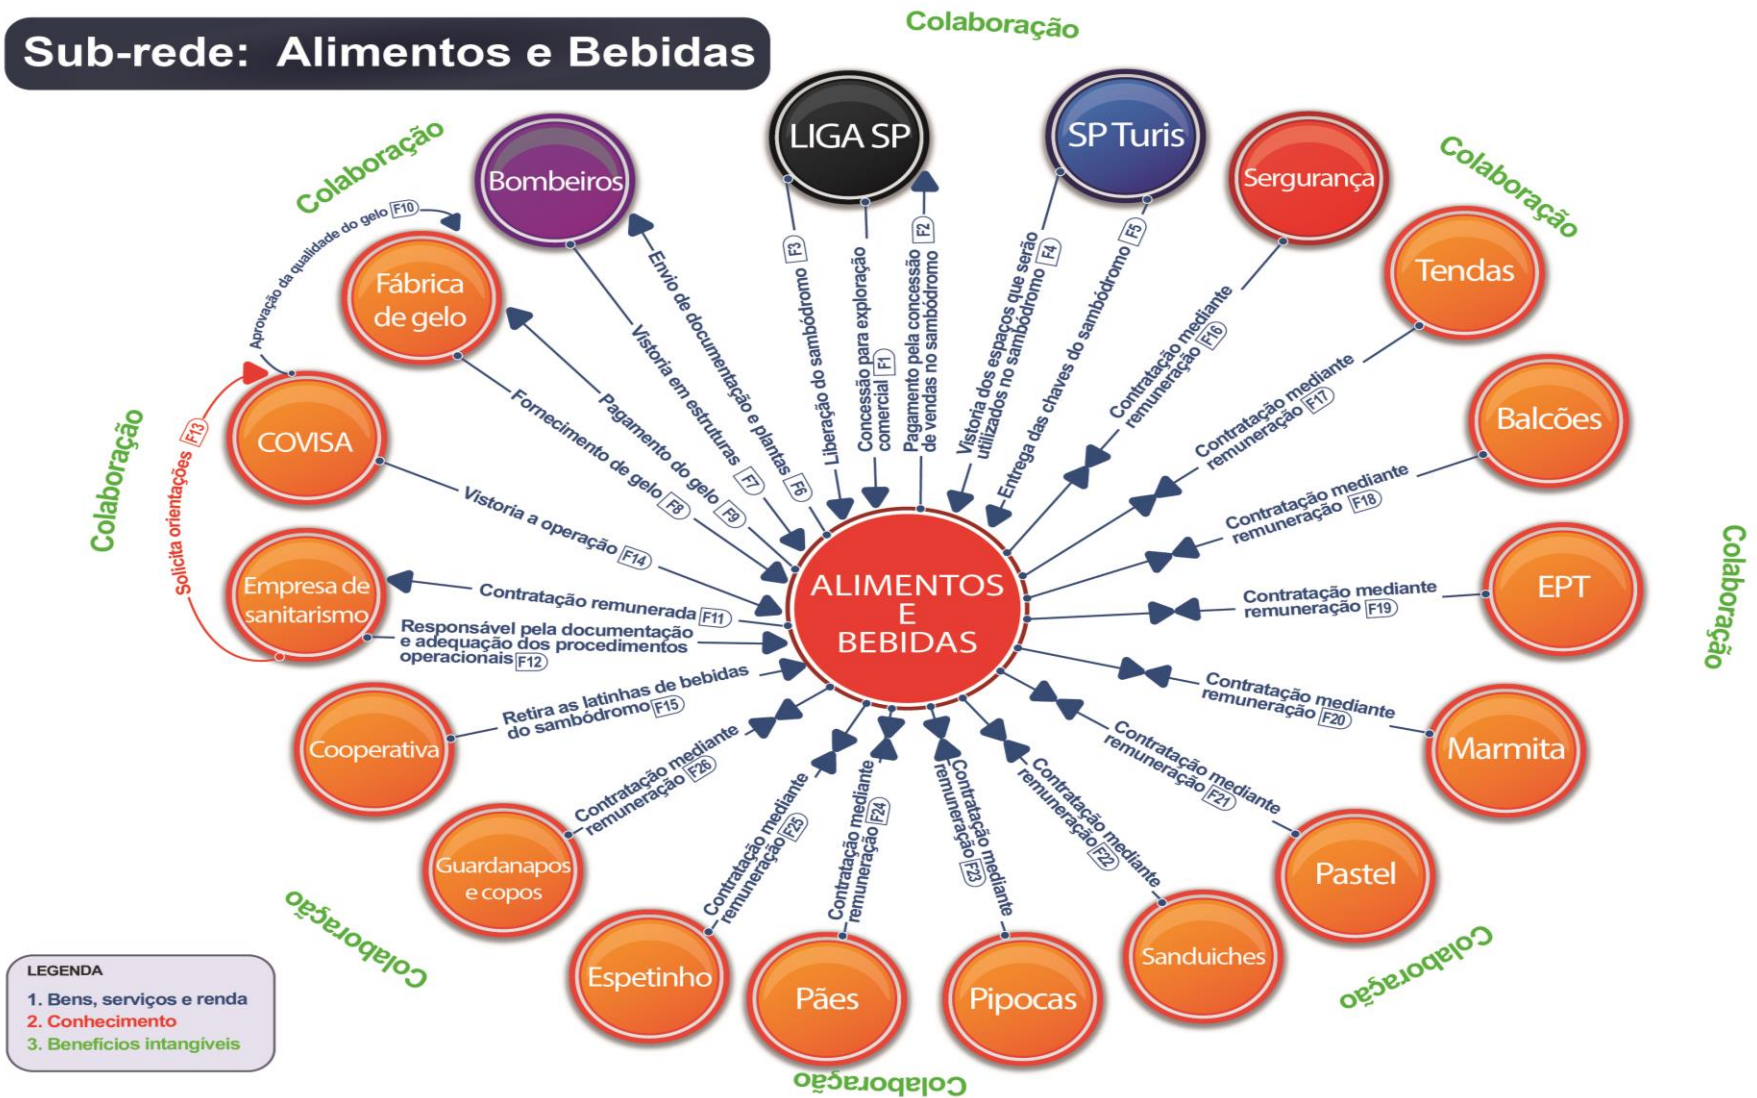 Sub-rede: Alimentos e Bebidas
Colaboração
Colaboração
Colaboração
Colaboração
Colaboração
Colaboração
Colaboração
Colaboração
LIGA SP
SP Turis
Sergurança
Tendas
Balcões
EPT
Marmita
Pastel
Sanduiches
Pipocas
Pães
Espetinho
Guardanapos
e copos
Cooperativa
Empresa de
sanitarismo
COVISA
Fábrica
de gelo
Bombeiros
ALIMENTOS
E
BEBIDAS
Liberação do sambódromo F3
Concessão para exploração
comercial F1
Pagamento pela concessão F2
de vendas no sambódromo
Vistoria dos espaços que serão
utilizados no sambódromo F4
Entrega das chaves do sambódromo F5
Contratação mediante
remuneração F16
Contratação mediante
remuneração F17
Contratação mediante
remuneração F18
Contratação mediante
remuneração F19
Contratação mediante
remuneração F20
Contratação mediante
remuneração F21
Contratação mediante
remuneração F22
Contratação mediante
remuneração F23
Contratação mediante
remuneração F24
Contratação mediante
remuneração F25
Contratação mediante
remuneração F26
Retira as latinhas de bebidas
do sambódromo F15
Responsável pela documentação
e adequação dos procedimentos
operacionais F12
Contratação remunerada F11
Solicita orientações F13
Vistoria a operação F14
Aprovação da qualidade do gelo F10
Fornecimento de gelo F8
Pagamento do gelo F9
Vistoria em estruturas F7
Envio de documentação e plantas F6
LEGENDA
1. Bens, serviços e renda
2. Conhecimento
3. Benefícios intangíveis